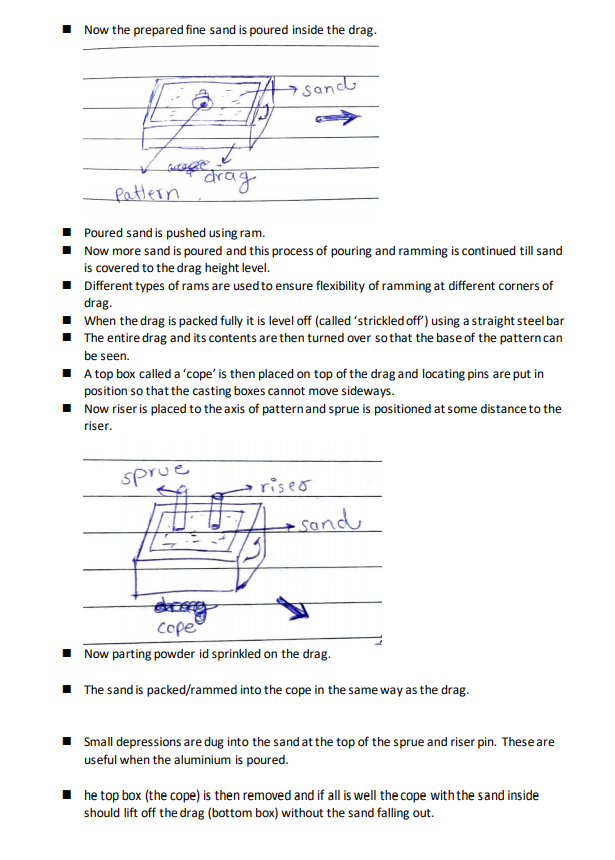 ■ Now the prepared fine sand is poured inside the drag.
sand
drag
Pattern
■ Poured sand is pushed using ram.
■ Now more sand is poured and this process of pouring and ramming is continued till sand
is covered to the drag height level.
■ Different types of rams are used to ensure flexibility of ramming at different corners of
drag.
■ When the drag is packed fully it is level off (called ‘strickled off’) using a straight steel bar
■ The entire drag and its contents are then turned over so that the base of the pattern can
be seen.
■ A top box called a ‘cope’ is then placed on top of the drag and locating pins are put in
position so that the casting boxes cannot move sideways.
■ Now riser is placed to the axis of pattern and sprue is positioned at some distance to the
riser.
sprue
riser
sand
cope
■ Now parting powder id sprinkled on the drag.
■ The sand is packed/rammed into the cope in the same way as the drag.
■ Small depressions are dug into the sand at the top of the sprue and riser pin. These are
useful when the aluminium is poured.
■ he top box (the cope) is then removed and if all is well the cope with the sand inside
should lift off the drag (bottom box) without the sand falling out.